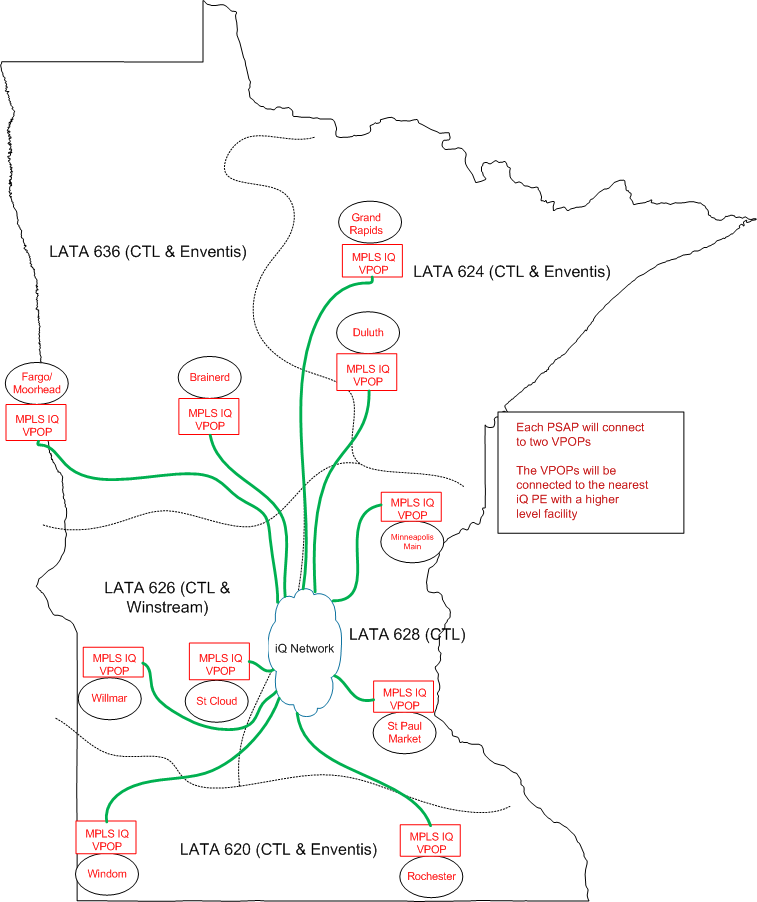 Grand
Rapids
MPLS IQ
VPOP
LATA 636 (CTL & Enventis)
LATA 624 (CTL & Enventis)
Duluth
MPLS IQ
VPOP
Fargo/
Moorhead
MPLS IQ
VPOP
Brainerd
MPLS IQ
VPOP
Each PSAP will connect
to two VPOPs
The VPOPs will be
connected to the nearest
iQ PE with a higher
level facility
MPLS IQ
VPOP
Minneapolis
Main
LATA 626 (CTL &
Winstream)
iQ Network
LATA 628 (CTL)
MPLS IQ
VPOP
Willmar
MPLS IQ
VPOP
St Cloud
MPLS IQ
VPOP
St Paul
Market
MPLS IQ
VPOP
Windom
LATA 620 (CTL & Enventis)
MPLS IQ
VPOP
Rochester